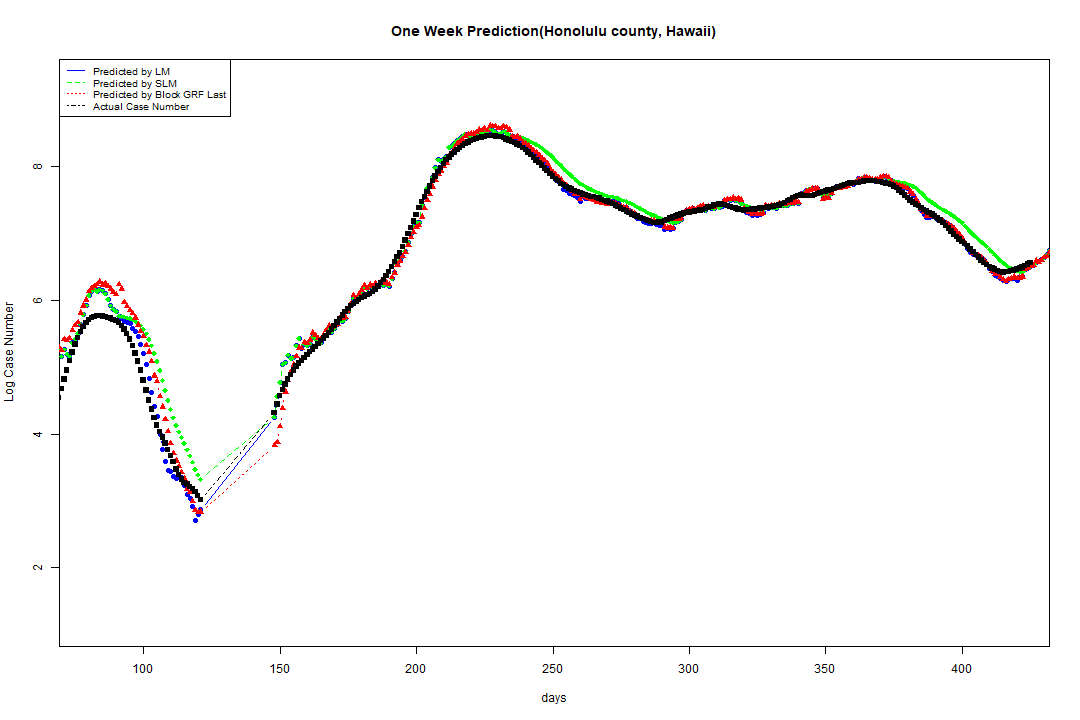 One Week Prediction(Honolulu county, Hawaii)
Predicted by LM
Predicted by SLM
Predicted by Block GRF Last
Actual Case Number
Log Case Number
8
6
4
2
100 150 200 250 300 350 400
days